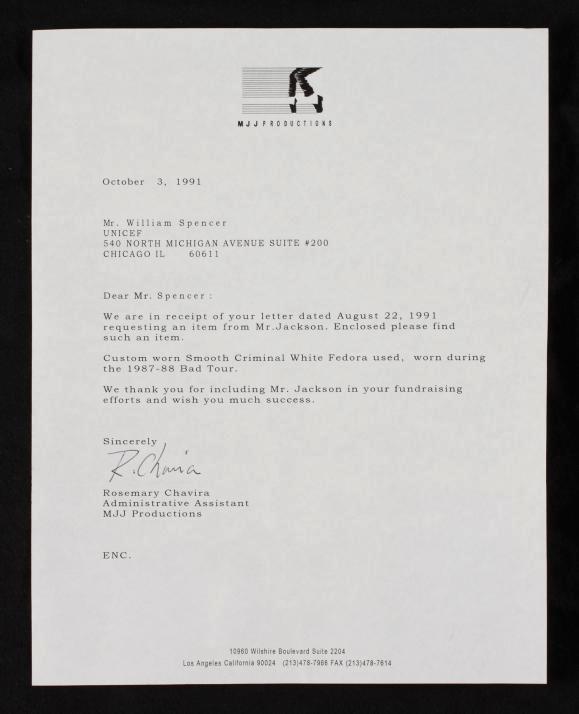 MJJ PRODUCTIONS
October 3, 1991
Mr. William Spencer
UNICEF
540 NORTH MICHIGAN AVENUE SUITE #200
CHICAGO IL 60611
Dear Mr. Spencer:
We are in receipt of your letter dated August 22, 1991
requesting an item from Mr.Jackson. Enclosed please find
such an item.
Custom worn Smooth Criminal White Fedora used, worn during
the 1987-88 Bad Tour.
We thank you for including Mr. Jackson in your fundraising
efforts and wish you much success.
Sincerely
R. Chavira
Rosemary Chavira
Administrative Assistant
MJJ Productions
ENC.
10960 Wilshire Boulevard Suite 2204
Los Angeles California 90024 (213)478-7966 FAX (213)478-7614